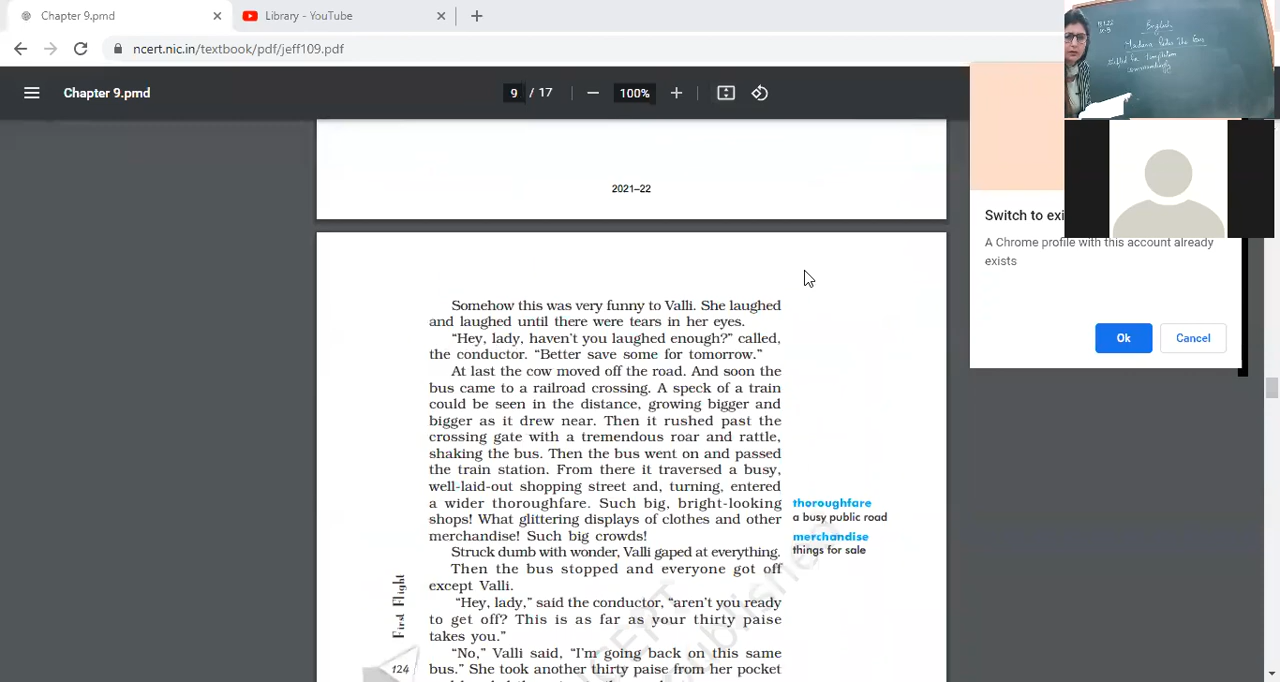 Chapter 9.pmd
Library - YouTube
ncert.nic.in/textbook/pdf/jeff109.pdf
Chapter 9.pmd
9 / 17
100%
English
Madam Rides The Bus
2021–22
Switch to exi
A Chrome profile with this account already
exists
Ok
Cancel
Somehow this was very funny to Valli. She laughed
and laughed until there were tears in her eyes.
“Hey, lady, haven’t you laughed enough?” called,
the conductor. “Better save some for tomorrow.”
At last the cow moved off the road. And soon the
bus came to a railroad crossing. A speck of a train
could be seen in the distance, growing bigger and
bigger as it drew near. Then it rushed past the
crossing gate with a tremendous roar and rattle,
shaking the bus. Then the bus went on and passed
the train station. From there it traversed a busy,
well-laid-out shopping street and, turning, entered
a wider thoroughfare. Such big, bright-looking
shops! What glittering displays of clothes and other
merchandise! Such big crowds!
thoroughfare
a busy public road
merchandise
things for sale
Struck dumb with wonder, Valli gaped at everything.
Then the bus stopped and everyone got off
except Valli.
“Hey, lady,” said the conductor, “aren’t you ready
to get off? This is as far as your thirty paise
takes you.”
“No,” Valli said, “I’m going back on this same
bus.” She took another thirty paise from her pocket
First Flight
124